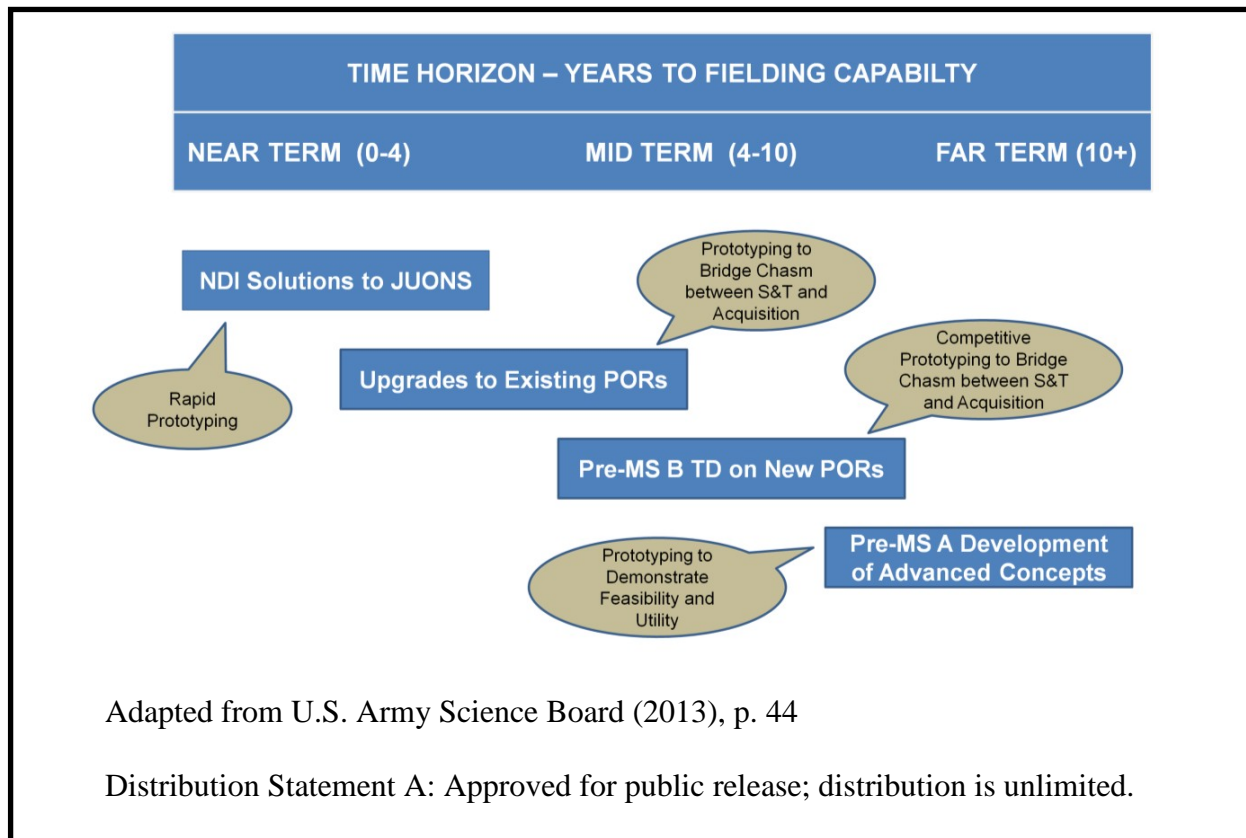 TIME HORIZON – YEARS TO FIELDING CAPABILTY
NEAR TERM (0-4) MID TERM (4-10) FAR TERM (10+)
NDI Solutions to JUONS
Prototyping to
Bridge Chasm
between S&T and
Acquisition
Rapid
Prototyping
Upgrades to Existing PORs
Competitive
Prototyping to Bridge
Chasm between S&T
and Acquisition
Pre-MS B TD on New PORs
Prototyping to
Demonstrate
Feasibility and
Utility
Pre-MS A Development
of Advanced Concepts
Adapted from U.S. Army Science Board (2013), p. 44
Distribution Statement A: Approved for public release; distribution is unlimited.